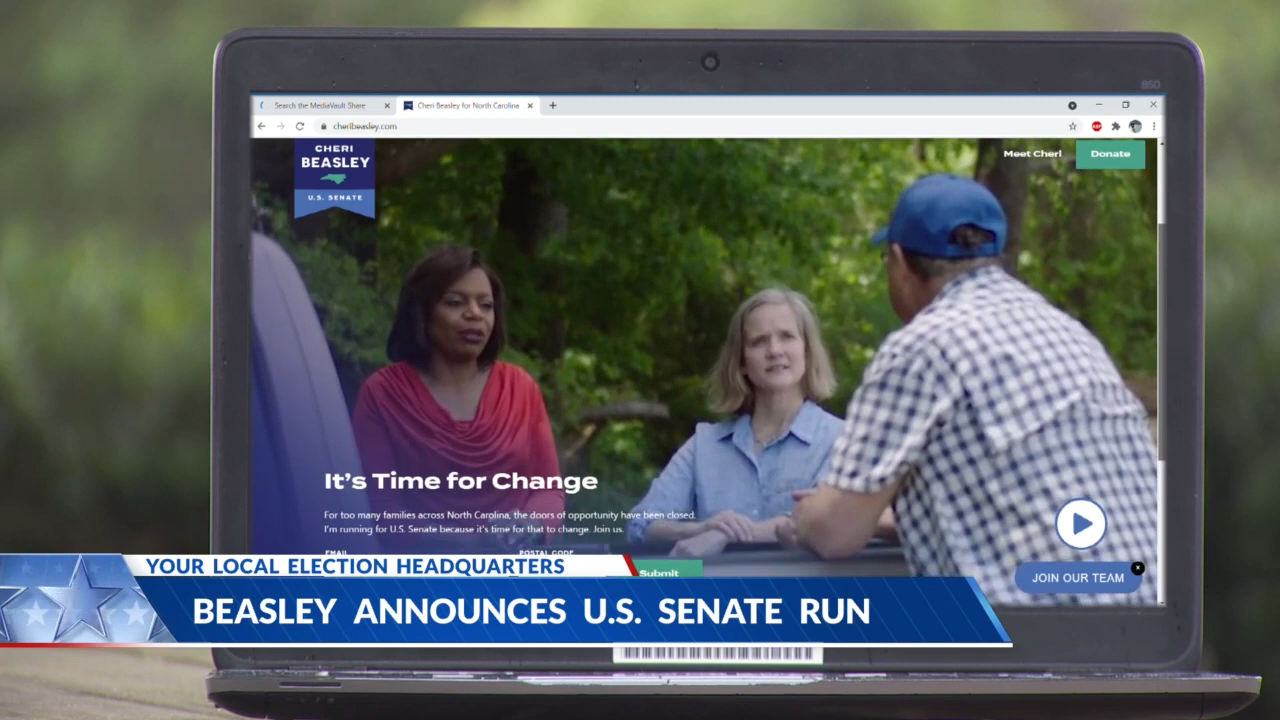 850
Search the MediaVault Share
Cheri Beasley for North Carolina
cheribeasley.com
ABP
CHERI
BEASLEY
U.S. SENATE
Meet Cheri
Donate
It's Time for Change
For too many families across North Carolina, the doors of opportunity have been closed.
I'm running for U.S. Senate because it's time for that to change. Join us.
EMAIL
POSTAL CODE
Submit
JOIN OUR TEAM
YOUR LOCAL ELECTION HEADQUARTERS
BEASLEY ANNOUNCES U.S. SENATE RUN